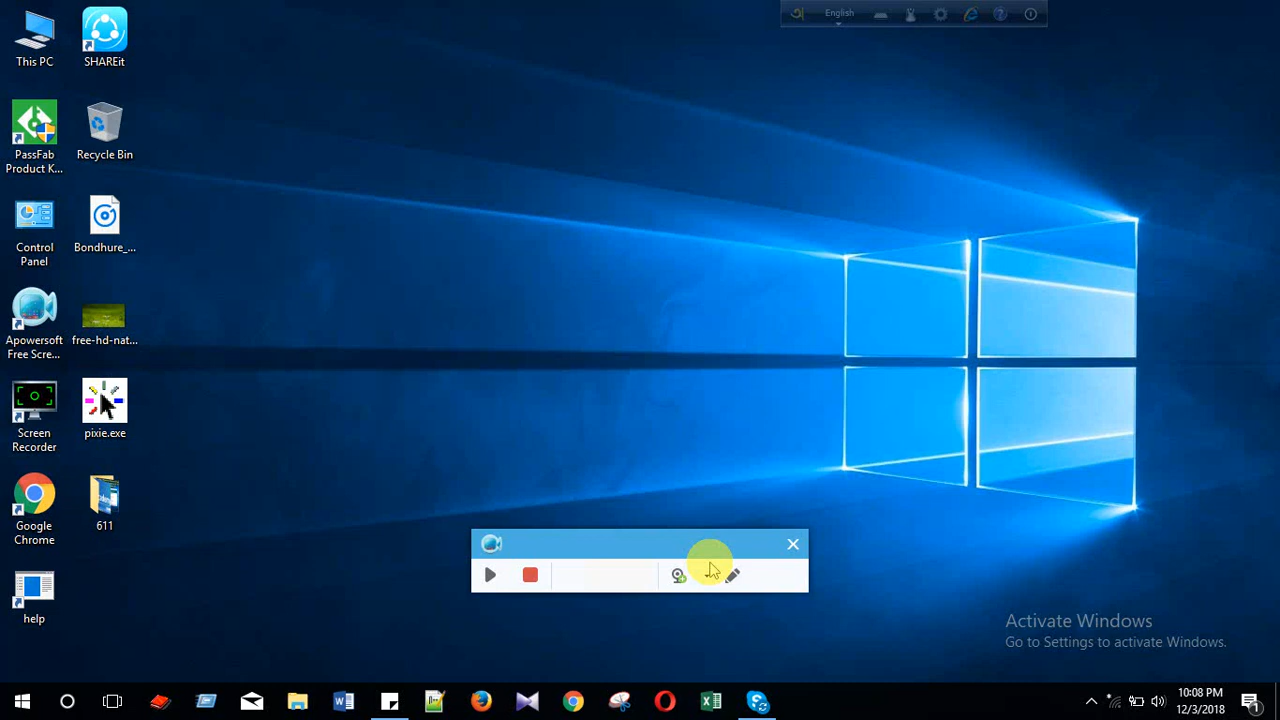 English
This PC
SHAREit
PassFab
Product K...
Recycle Bin
Control
Panel
Bondhure_...
Apowersoft
Free Scre...
free-hd-nat...
Screen
Recorder
pixie.exe
Google
Chrome
611
help
Activate Windows
Go to Settings to activate Windows.
10:08 PM
12/3/2018